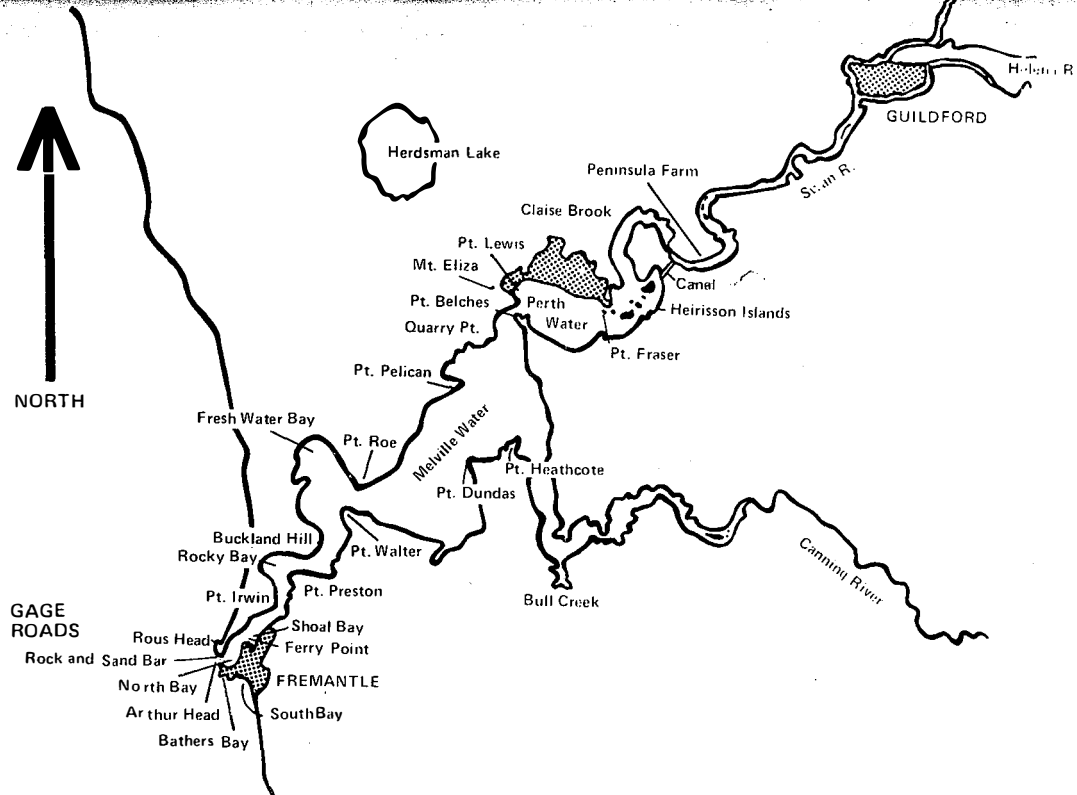 Helena R
GUILDFORD
Herdsman Lake
Peninsula Farm
Swan R.
Claise Brook
Pt. Lewis
Mt. Eliza
Canal
Pt. Belches
Perth
Water
Heirisson Islands
Quarry Pt.
Pt. Fraser
Pt. Pelican
NORTH
Fresh Water Bay
Pt. Roe
Melville Water
Pt. Heathcote
Pt. Dundas
Buckland Hill
Rocky Bay
Pt. Walter
Canning River
Pt. Irwin
Pt. Preston
Bull Creek
GAGE
ROADS
Shoal Bay
Rous Head
Ferry Point
Rock and Sand Bar
North Bay
FREMANTLE
Arthur Head
South Bay
Bathers Bay